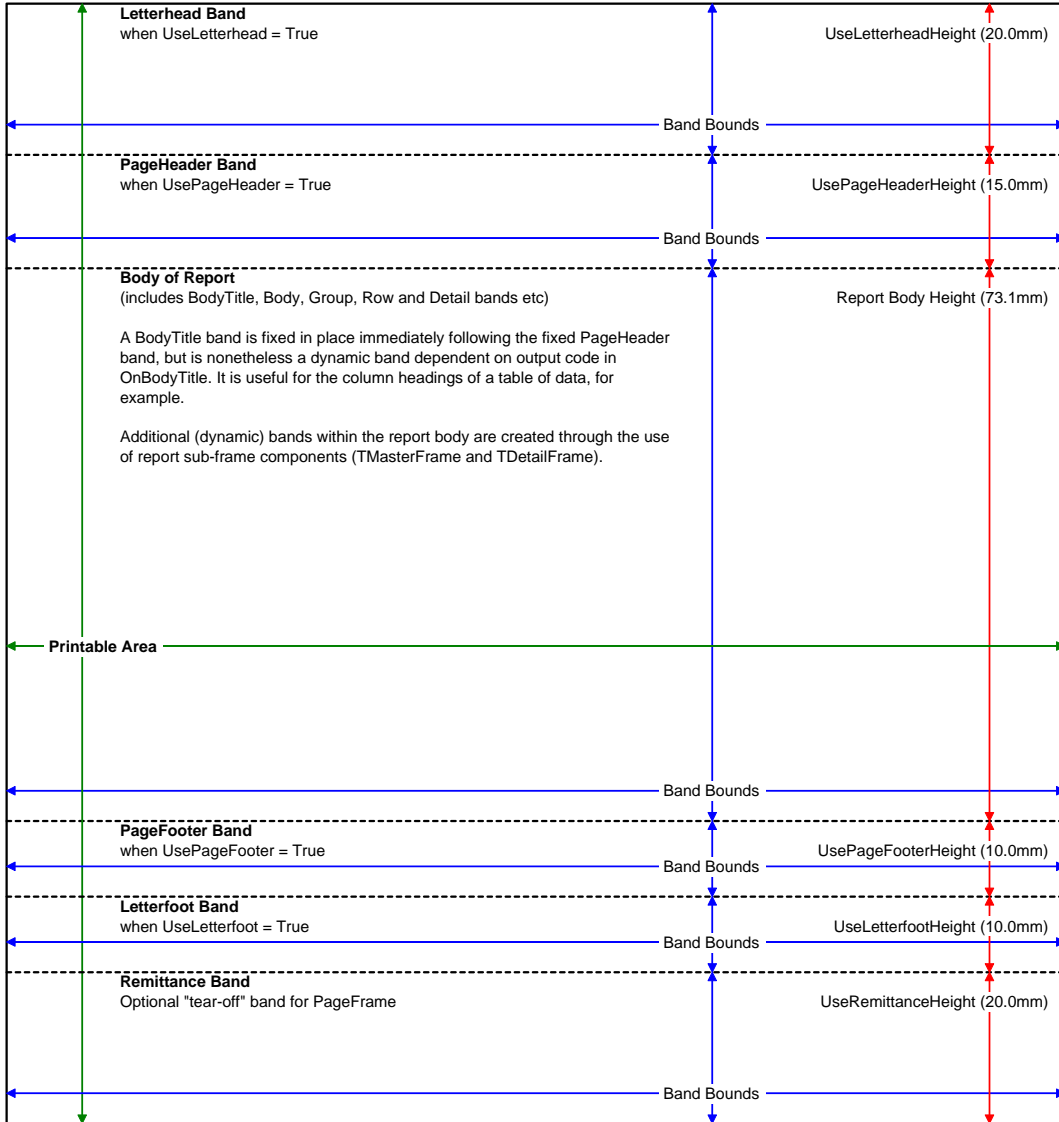 Letterhead Band
when UseLetterhead = True UseLetterheadHeight (20.0mm)
Band Bounds
PageHeader Band
when UsePageHeader = True UsePageHeaderHeight (15.0mm)
Band Bounds
Body of Report
(includes BodyTitle, Body, Group, Row and Detail bands etc) Report Body Height (73.1mm)
A BodyTitle band is fixed in place immediately following the fixed PageHeader
band, but is nonetheless a dynamic band dependent on output code in
OnBodyTitle. It is useful for the column headings of a table of data, for
example.
Additional (dynamic) bands within the report body are created through the use
of report sub-frame components (TMasterFrame and TDetailFrame).
Printable Area
Band Bounds
PageFooter Band
when UsePageFooter = True UsePageFooterHeight (10.0mm)
Band Bounds
Letterfoot Band
when UseLetterfoot = True UseLetterfootHeight (10.0mm)
Band Bounds
Remittance Band
Optional "tear-off" band for PageFrame UseRemittanceHeight (20.0mm)
Band Bounds